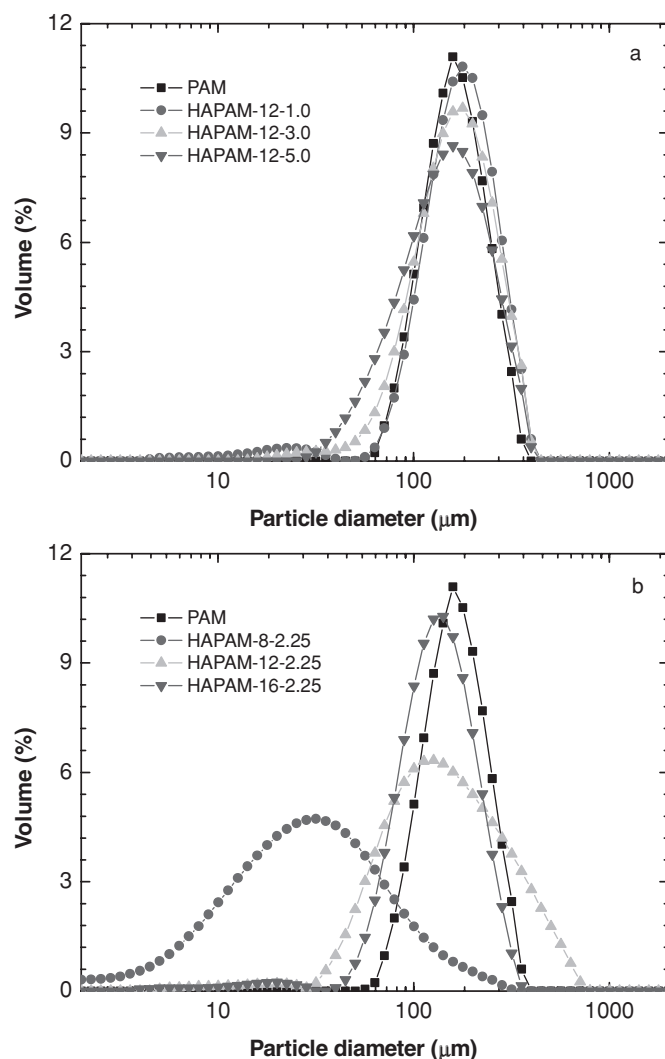 12
a
PAM
HAPAM-12-1.0
HAPAM-12-3.0
HAPAM-12-5.0
9
Volume (%)
6
3
0
10
100
1000
Particle diameter (μm)
12
b
PAM
HAPAM-8-2.25
HAPAM-12-2.25
HAPAM-16-2.25
9
Volume (%)
6
3
0
10
100
1000
Particle diameter (μm)